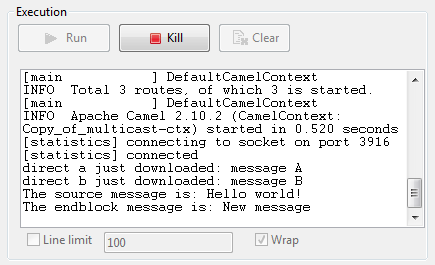 Execution
Run
Kill
Clear
[main           ] DefaultCamelContext
INFO  Total 3 routes, of which 3 is started.
[main           ] DefaultCamelContext
INFO  Apache Camel 2.10.2 (CamelContext:
Copy_of_multicast-ctx) started in 0.520 seconds
[statistics] connecting to socket on port 3916
[statistics] connected
direct a just downloaded: message A
direct b just downloaded: message B
The source message is: Hello world!
The endblock message is: New message
Line limit
100
Wrap